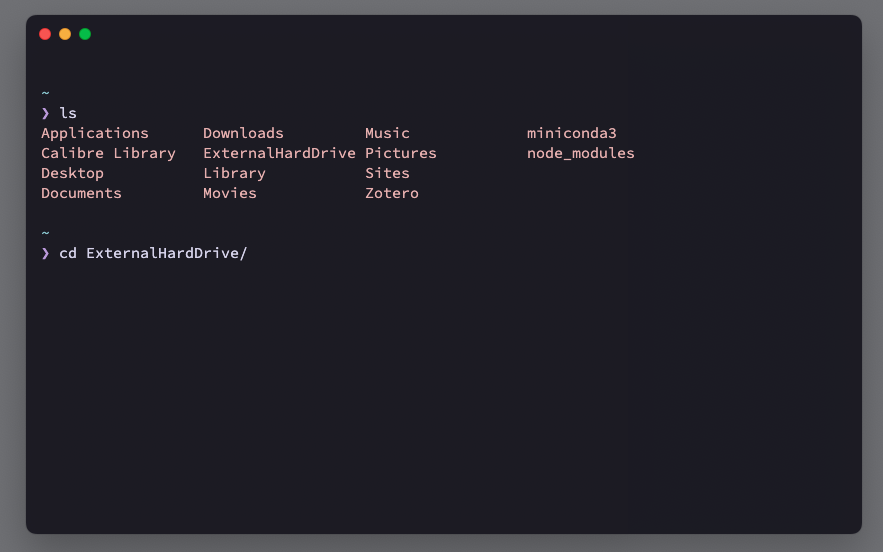 ~
❯ ls
Applications Downloads Music miniconda3
Calibre Library ExternalHardDrive Pictures node_modules
Desktop Library Sites
Documents Movies Zotero
~
❯ cd ExternalHardDrive/